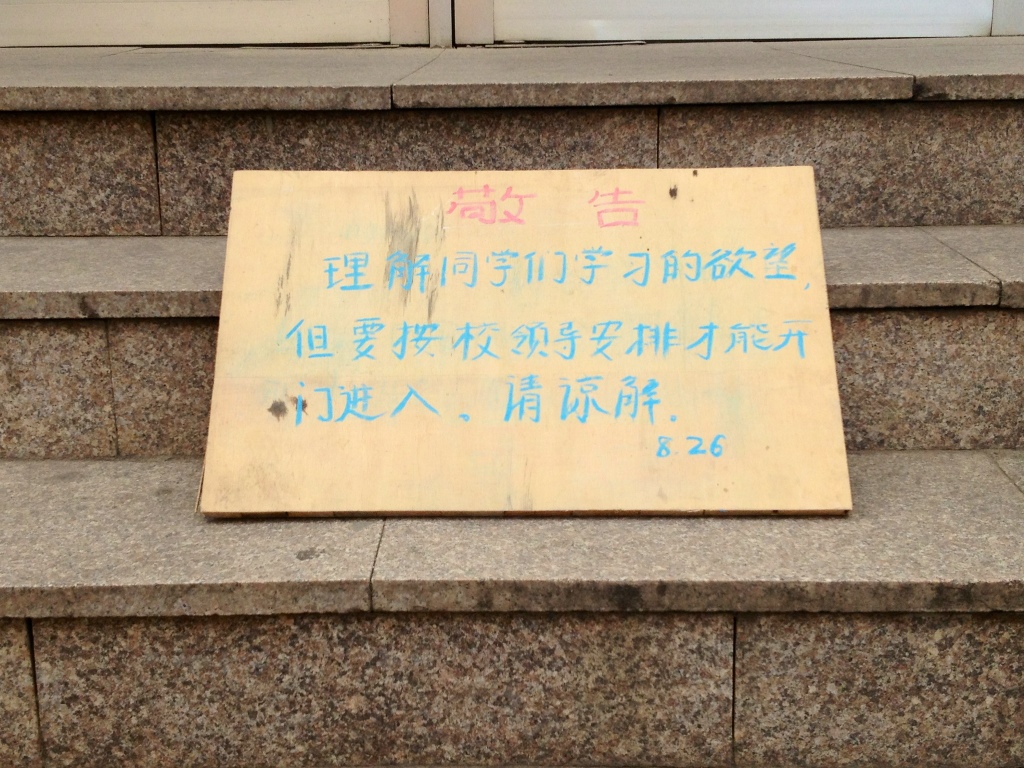 敬告
理解同学们学习的欲望,
但要按校领导安排才能开
门进入。请谅解.
8.26